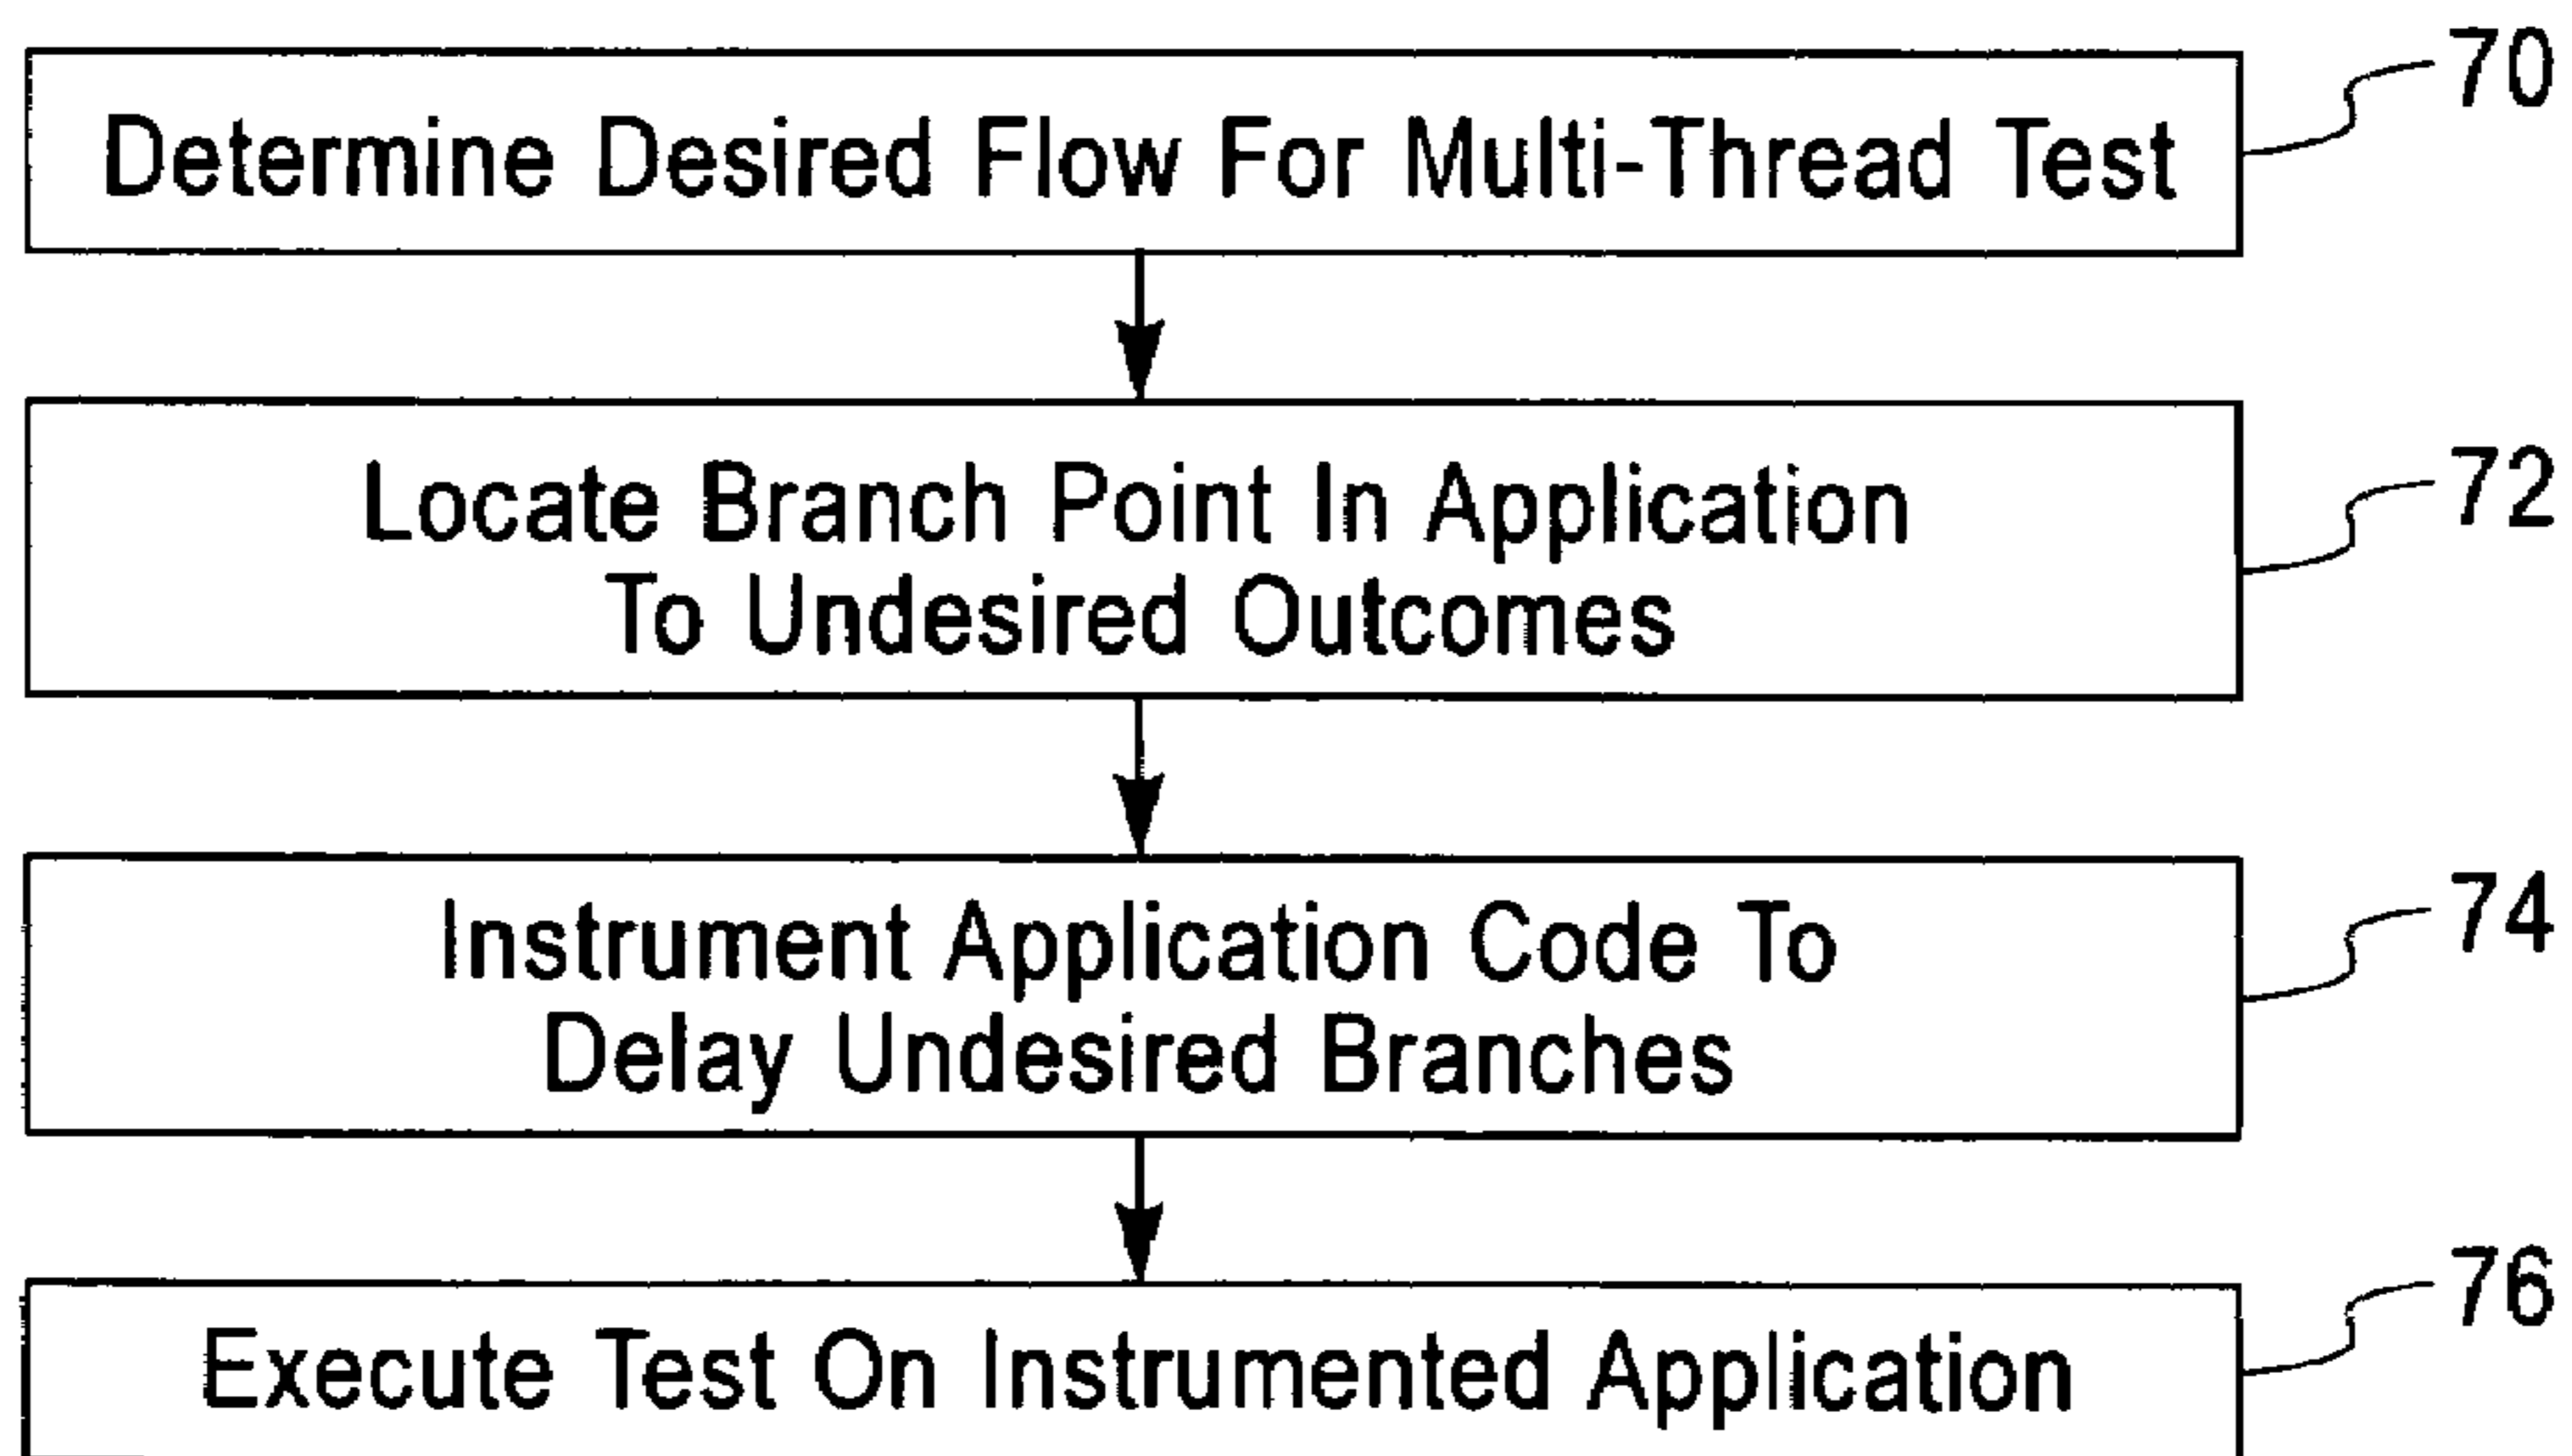 Determine Desired Flow For Multi-Thread Test
70
Locate Branch Point In Application
To Undesired Outcomes
72
Instrument Application Code To
Delay Undesired Branches
74
Execute Test On Instrumented Application
76